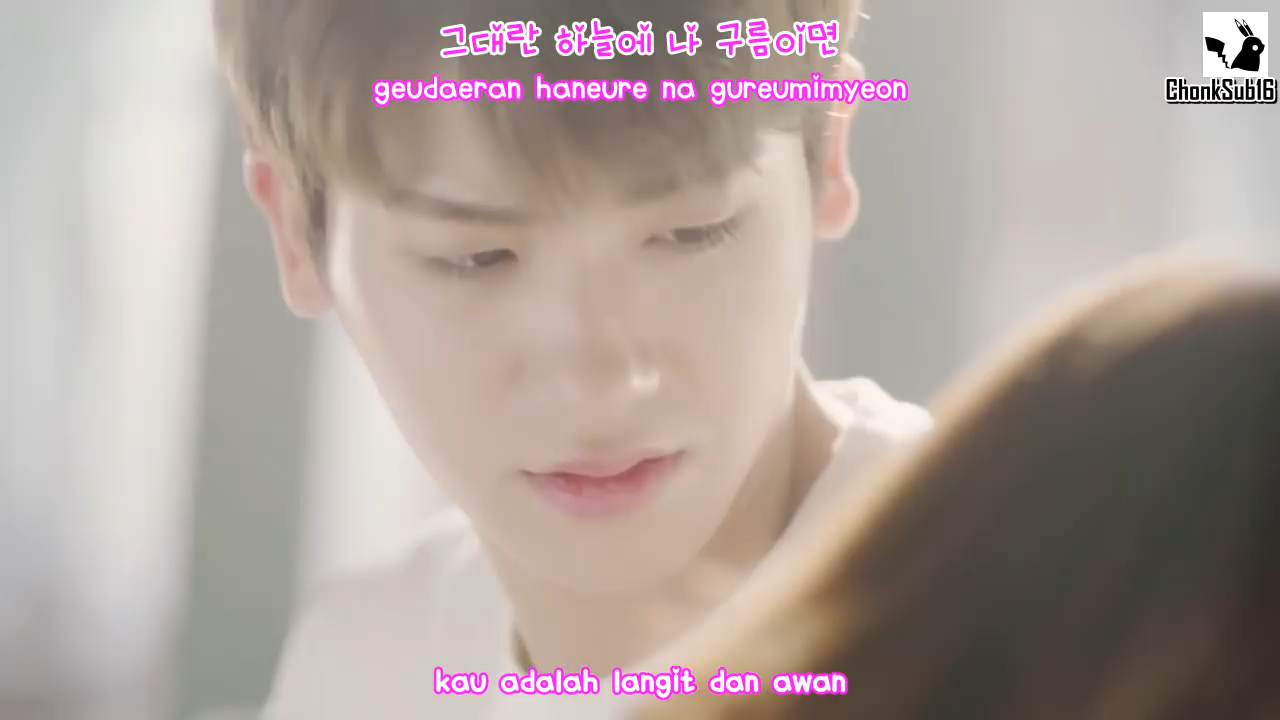 그대란 하늘에 나 구름이면
geudaeran haneure na gureumimyeon
ChonkSub16
kau adalah langit dan awan